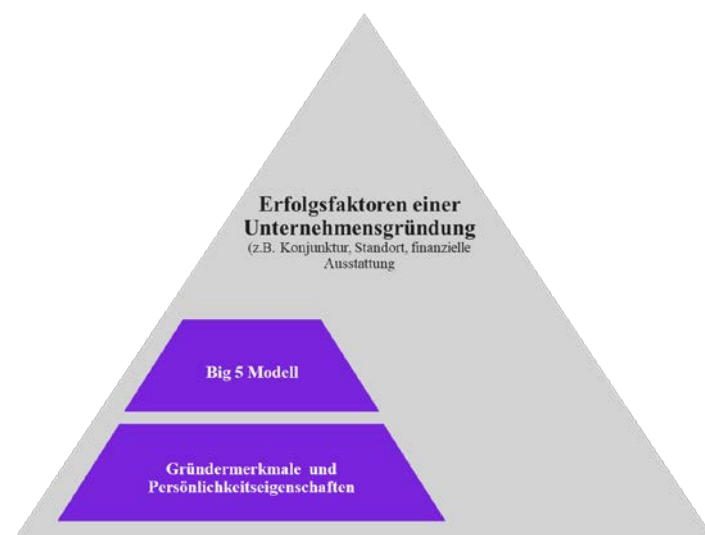 Erfolgsfaktoren einer
Unternehmensgründung
(z.B. Konjunktur, Standort, finanzielle
Ausstattung
Big 5 Modell
Gründermerkmale und
Persönlichkeitseigenschaften